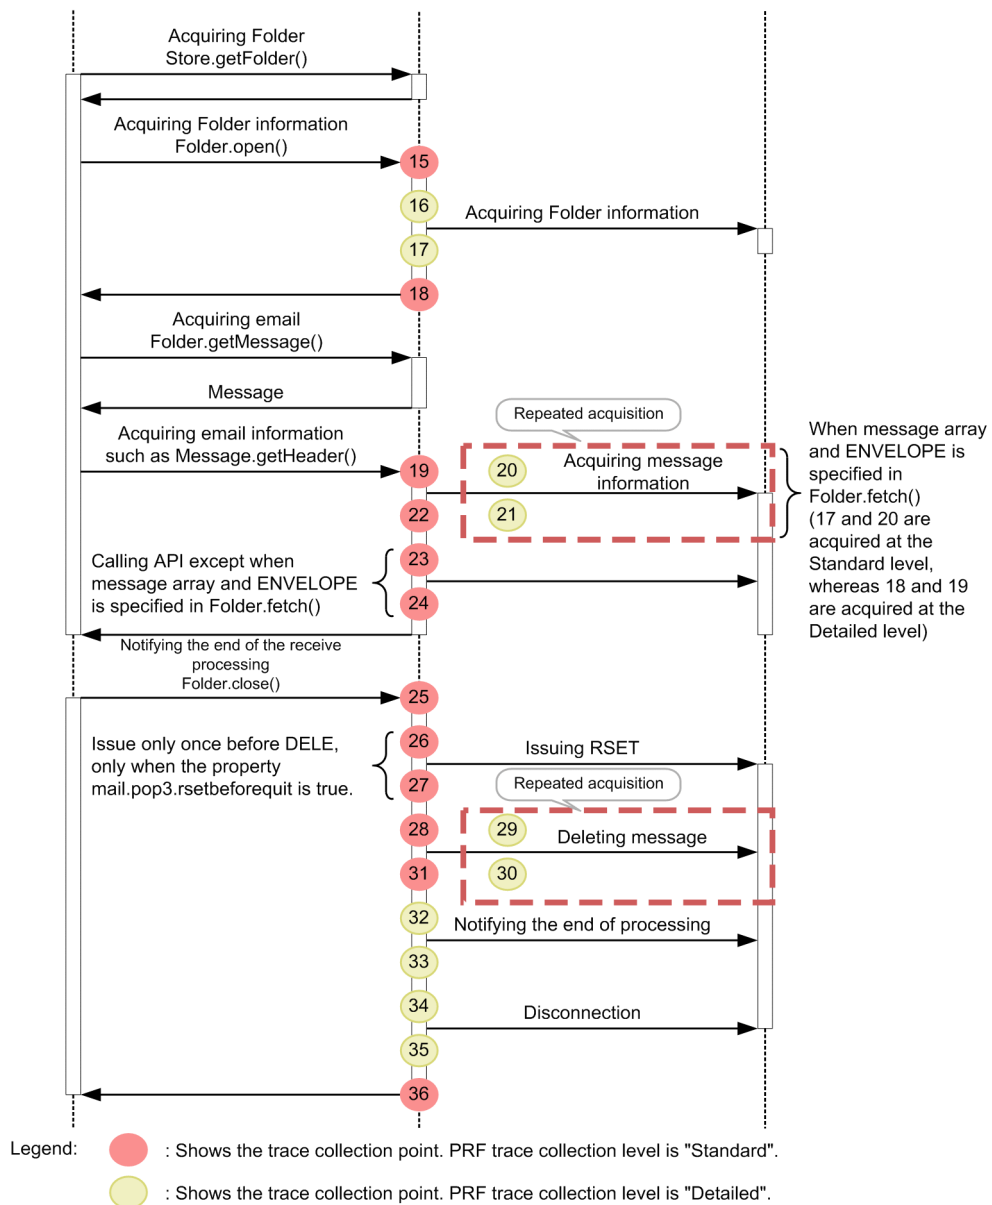 Acquiring Folder
Store.getFolder()
Acquiring Folder information
Folder.open()
15
16
Acquiring Folder information
17
18
Acquiring email
Folder.getMessage()
Message
Repeated acquisition
Acquiring email information
such as Message.getHeader()
19
20
Acquiring message
information
22
21
When message array
and ENVELOPE is
specified in
Folder.fetch()
(17 and 20 are
acquired at the
Standard level,
whereas 18 and 19
are acquired at the
Detailed level)
Calling API except when
message array and ENVELOPE
is specified in Folder.fetch()
23
24
Notifying the end of the receive
processing
Folder.close()
25
Issue only once before DELE,
only when the property
mail.pop3.rsetbeforequit is true.
26
Issuing RSET
27
Repeated acquisition
28
29
Deleting message
31
30
32
Notifying the end of processing
33
34
Disconnection
35
36
Legend:
: Shows the trace collection point. PRF trace collection level is "Standard".
: Shows the trace collection point. PRF trace collection level is "Detailed".